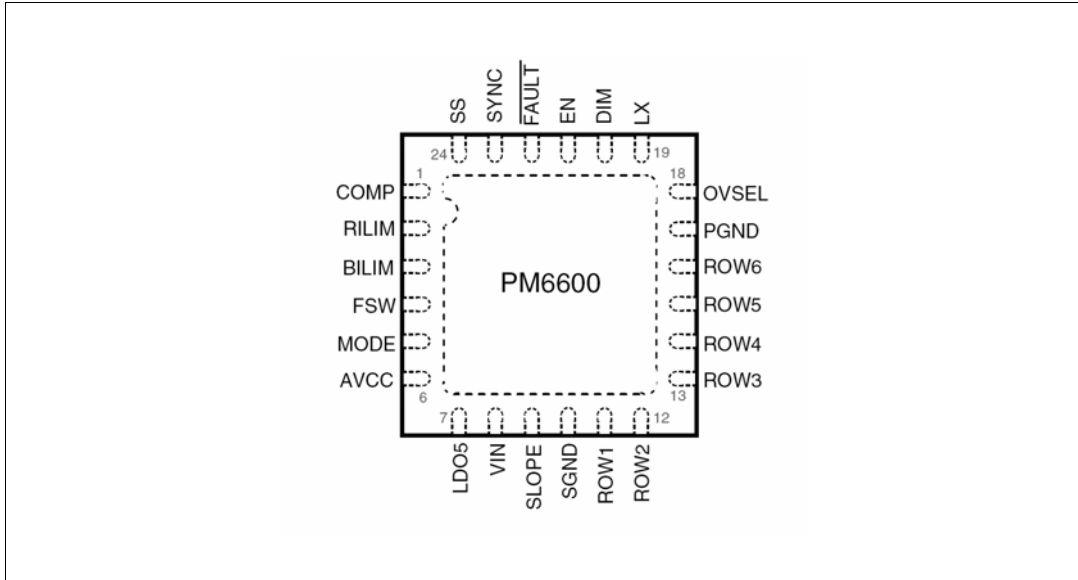 SS SYNC FAULT EN DIM LX
24 19
1 18
COMP OVSEL
RILIM PGND
BILIM ROW6
PM6600
FSW ROW5
MODE ROW4
AVCC ROW3
6 13
7 12
LDO5 VIN SLOPE SGND ROW1 ROW2